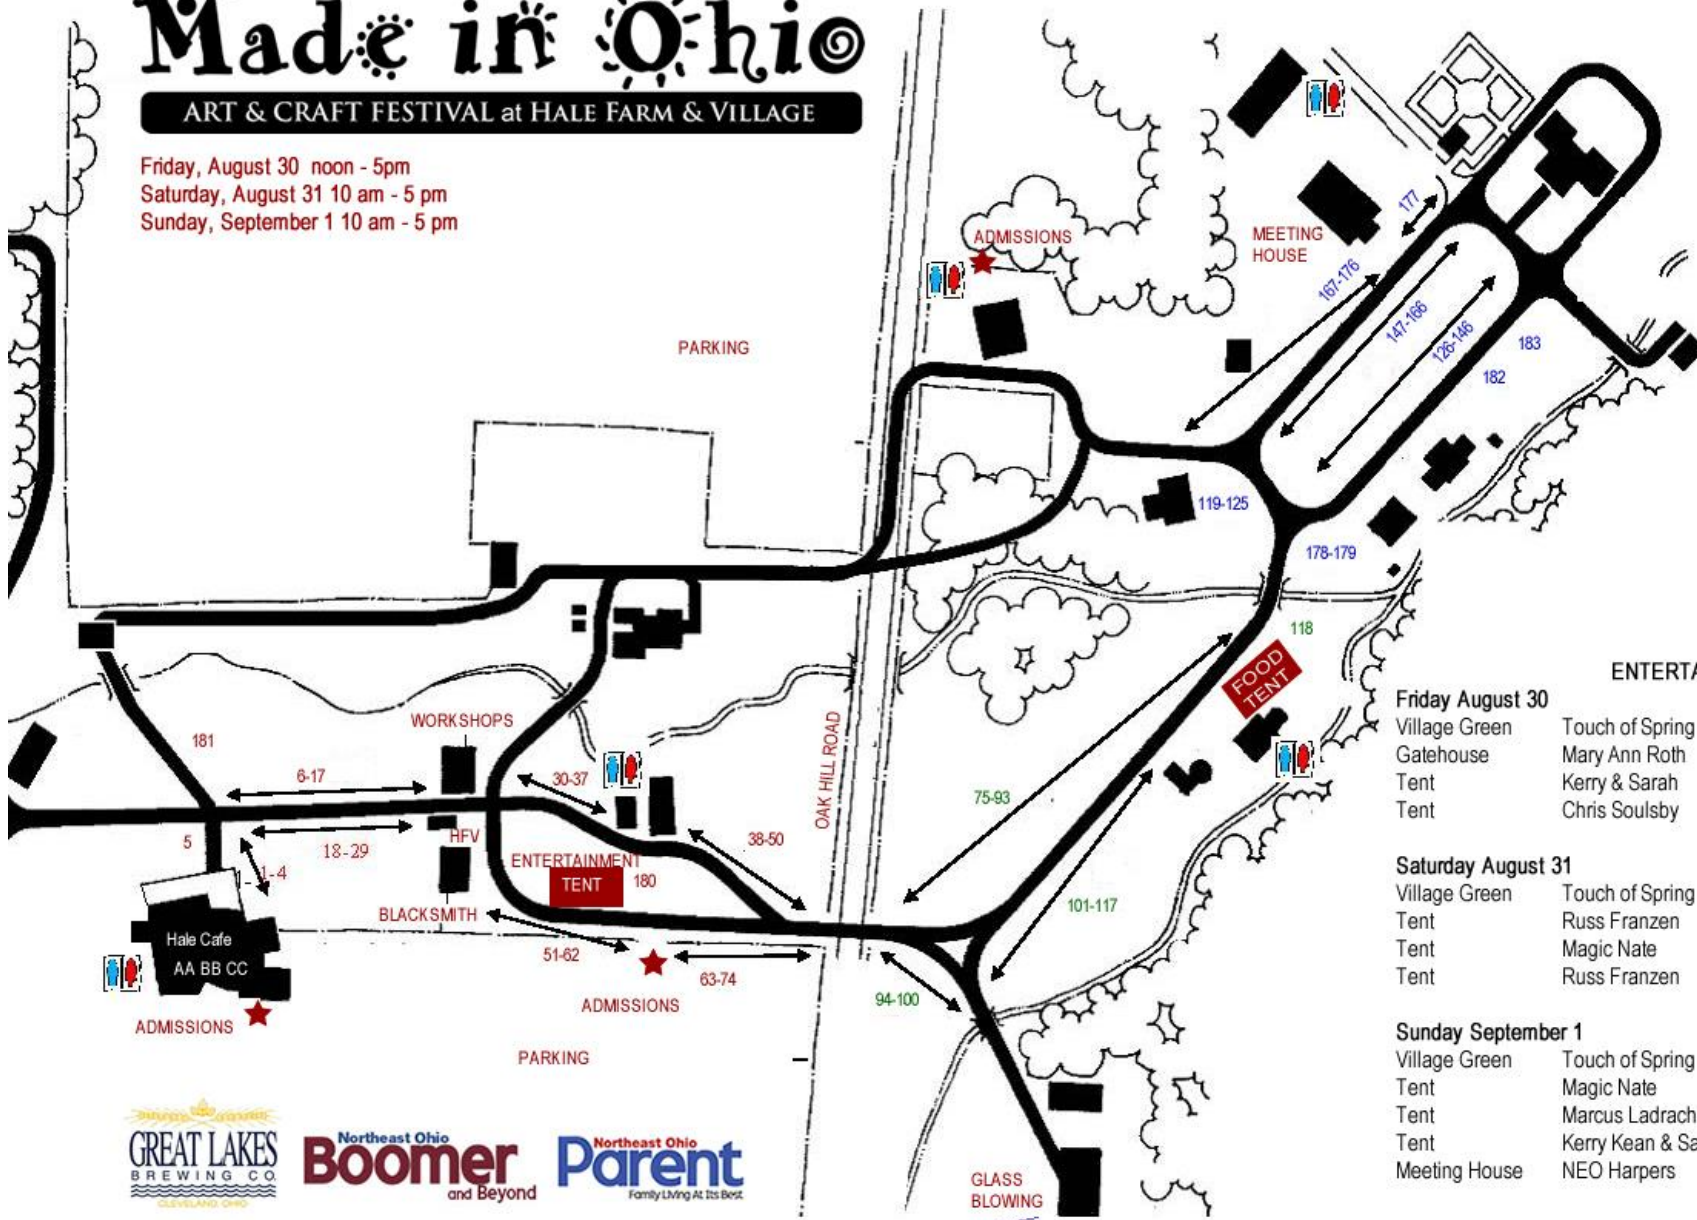 Made in Ohio
ART & CRAFT FESTIVAL at HALE FARM & VILLAGE
Friday, August 30 noon - 5pm
Saturday, August 31 10 am - 5 pm
Sunday, September 1 10 am - 5 pm
ADMISSIONS
MEETING
HOUSE
177
167-176
147-166
126-146
183
182
PARKING
119-125
178-179
118
FOOD
TENT
WORKSHOPS
181
6-17
30-37
OAK HILL ROAD
75-93
5
18-29
HFV
38-50
1-4
ENTERTAINMENT
TENT
180
BLACKSMITH
101-117
Hale Cafe
AA BB CC
51-62
63-74
94-100
ADMISSIONS
ADMISSIONS
PARKING
GLASS
BLOWING
ENTERTA
Friday August 30
Village Green Touch of Spring
Gatehouse Mary Ann Roth
Tent Kerry & Sarah
Tent Chris Soulsby
Saturday August 31
Village Green Touch of Spring
Tent Russ Franzen
Tent Magic Nate
Tent Russ Franzen
Sunday September 1
Village Green Touch of Spring
Tent Magic Nate
Tent Marcus Ladrach
Tent Kerry Kean & Sa
Meeting House NEO Harpers
GREAT LAKES
BREWING CO.
CLEVELAND, OHIO
Northeast Ohio
Boomer
and Beyond
Northeast Ohio
Parent
Family Living At Its Best